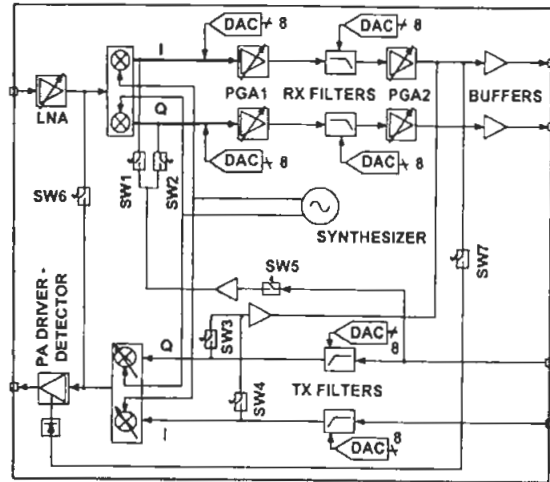 DAC 8
DAC 8
I
LNA
PGA1
RX FILTERS
PGA2
BUFFERS
Q
DAC 8
DAC 8
SW1
SW2
SW6
SYNTHESIZER
SW7
SW5
PA DRIVER -
DETECTOR
Q
SW3
DAC 8
SW4
TX FILTERS
I
DAC 8